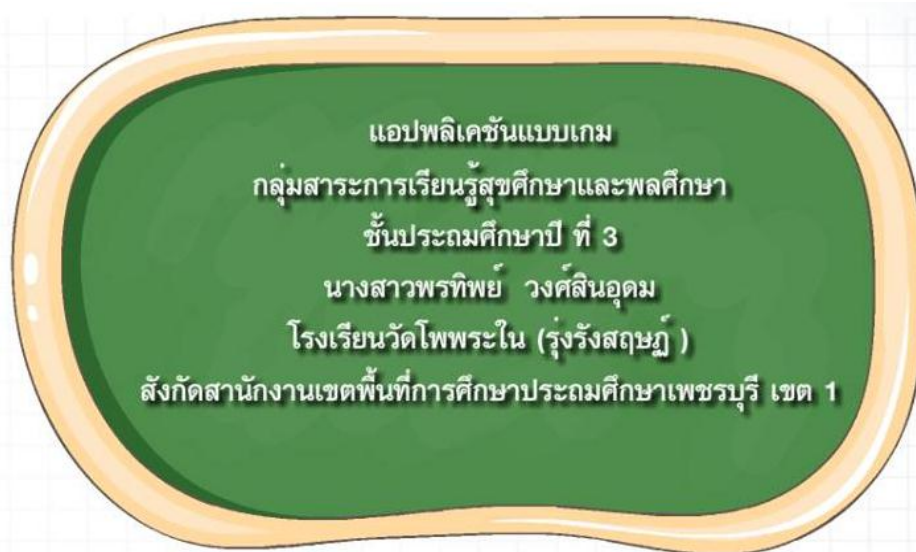 แอปพลิเคชันแบบเกม
กลุ่มสาระการเรียนรู้สุขศึกษาและพลศึกษา
ชั้นประถมศึกษาปี ที่ 3
นางสาวพรทิพย์ วงศ์สินอุดม
โรงเรียนวัดโพพระใน (รุ่งรังสฤษฏ์ )
สังกัดสานักงานเขตพื้นที่การศึกษาประถมศึกษาเพชรบุรี เขต 1